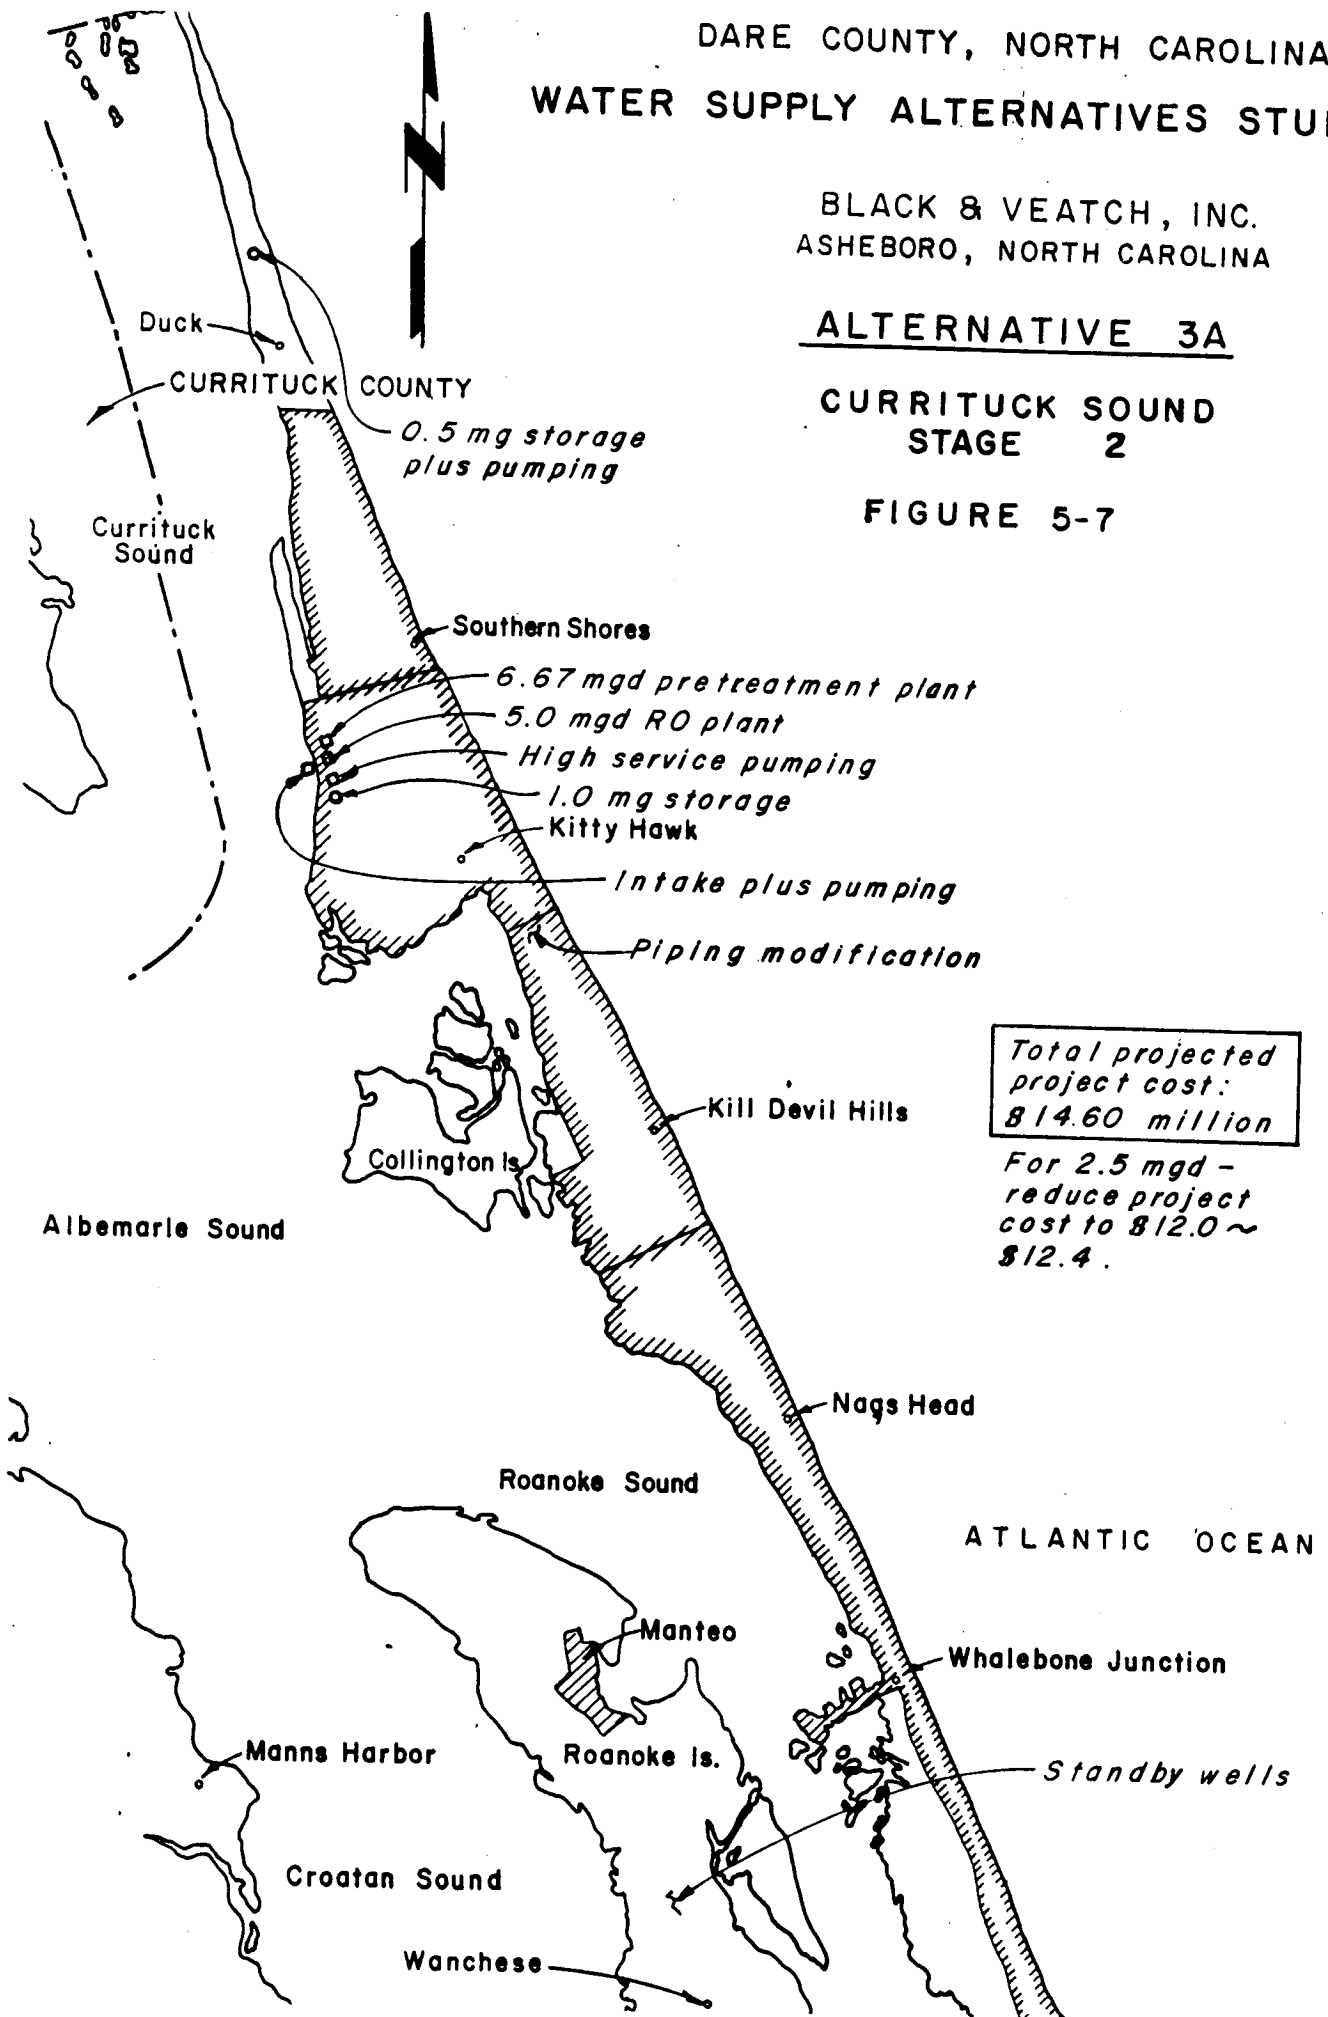 DARE COUNTY, NORTH CAROLINA
WATER SUPPLY ALTERNATIVES
BLACK & VEATCH, INC.
ASHEBORO, NORTH CAROLINA
ALTERNATIVE 3A
CURRITUCK SOUND
STAGE 2
FIGURE 5-7
N
Duck
CURRITUCK COUNTY
0.5 mg storage
plus pumping
Currituck
Sound
Southern Shores
6.67 mgd pretreatment plant
5.0 mgd RO plant
High service pumping
1.0 mg storage
Kitty Hawk
Intake plus pumping
Piping modification
Total projected
project cost:
$14.60 million
For 2.5 mgd -
reduce project
cost to $12.0 ~
$12.4.
Kill Devil Hills
Collington Is.
Albemarle Sound
Nags Head
Roanoke Sound
ATLANTIC OCEAN
Manteo
Whalebone Junction
Manns Harbor
Roanoke Is.
Standby wells
Croatan Sound
Wanchese